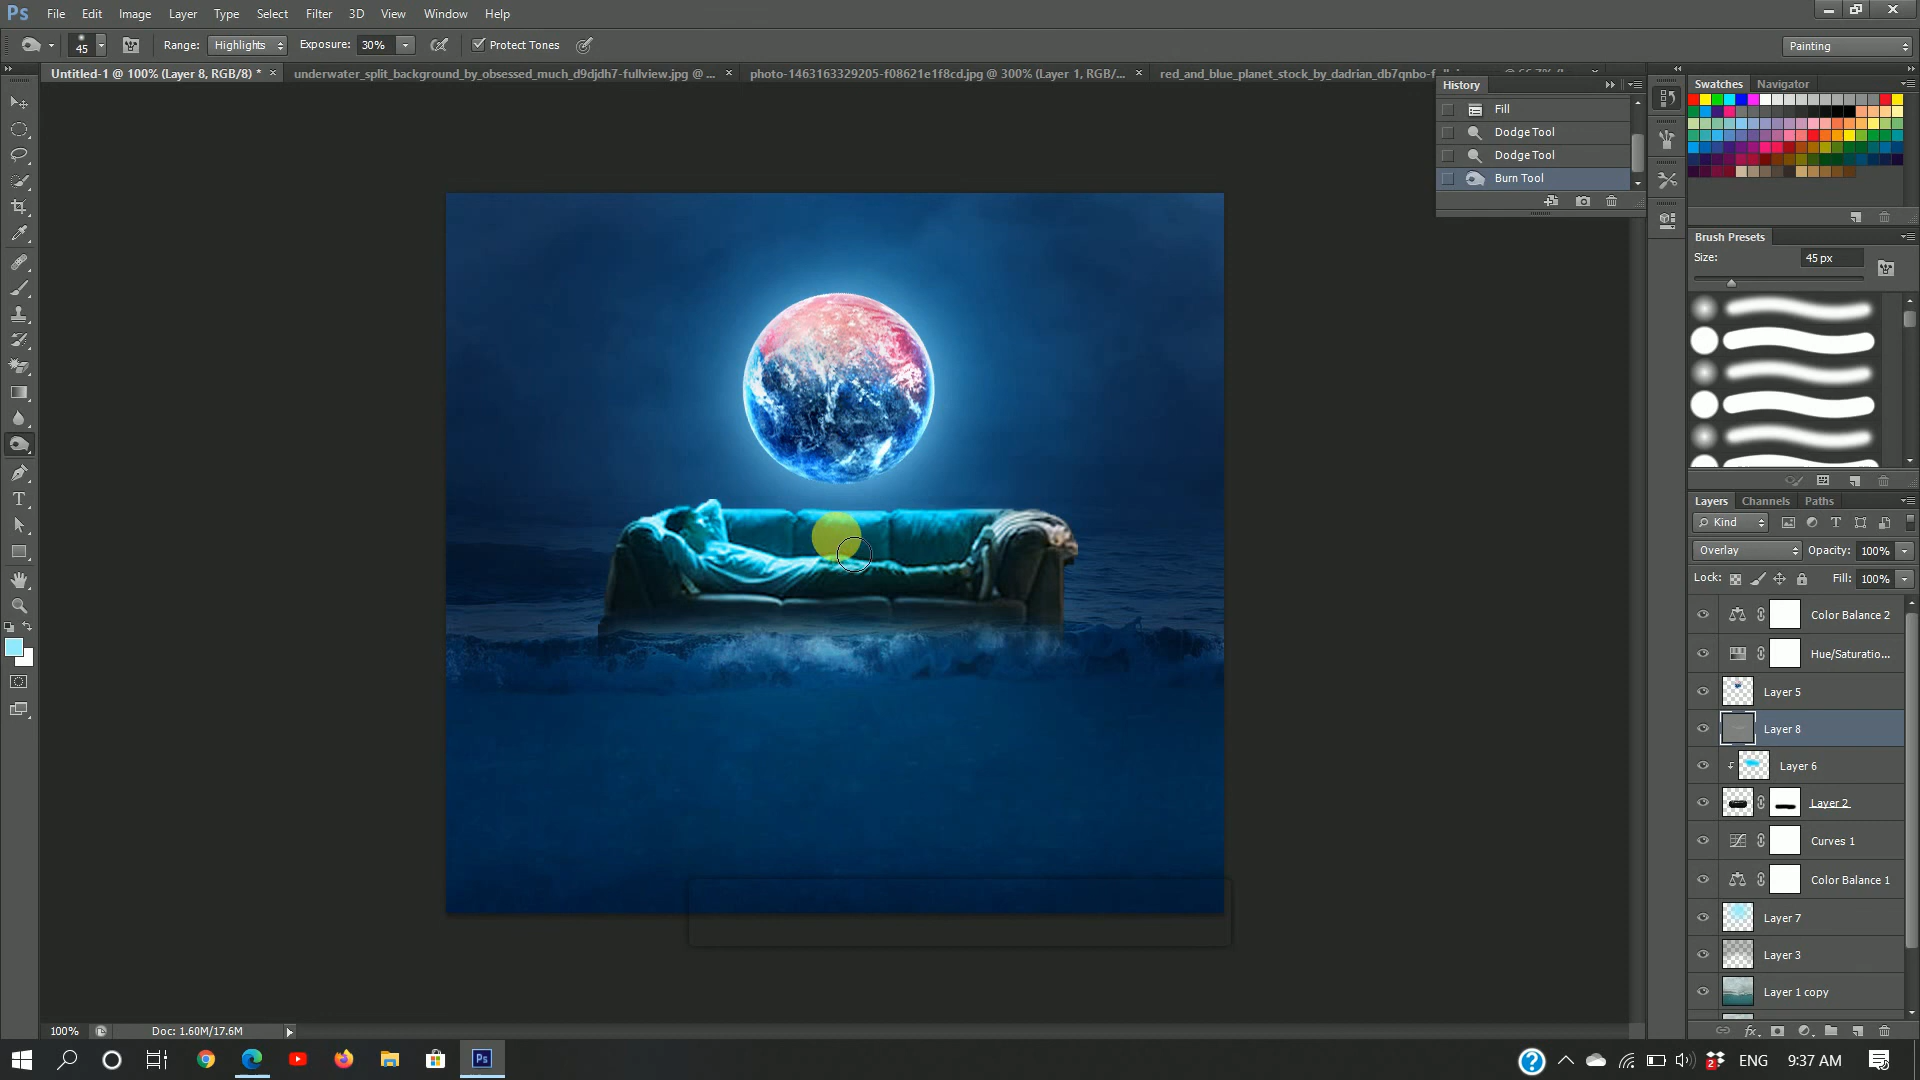 Ps File Edit Image Layer Type Select Filter 3D View Window Help
45 Range: Highlights Exposure: 30% Protect Tones Painting
Untitled-1 @ 100% (Layer 8, RGB/8) * × underwater_split_background_by_obsessed_much_d9djdh7-fullview.jpg @ ... × photo-1463163329205-f08621e1f8cd.jpg @ 300% (Layer 1, RGB/... × red_and_blue_planet_stock_by_dadrian_db7qnbo-
History
Fill
Dodge Tool
Dodge Tool
Burn Tool
Swatches Navigator
Brush Presets
Size: 45 px
Layers Channels Paths
Kind
Overlay Opacity: 100%
Lock: Fill: 100%
Color Balance 2
Hue/Saturatio...
Layer 5
Layer 8
Layer 6
Layer 2
Curves 1
Color Balance 1
Layer 7
Layer 3
Layer 1 copy
T
100% Doc: 1.60M/17.6M
Ps
? 2 ENG 9:37 AM